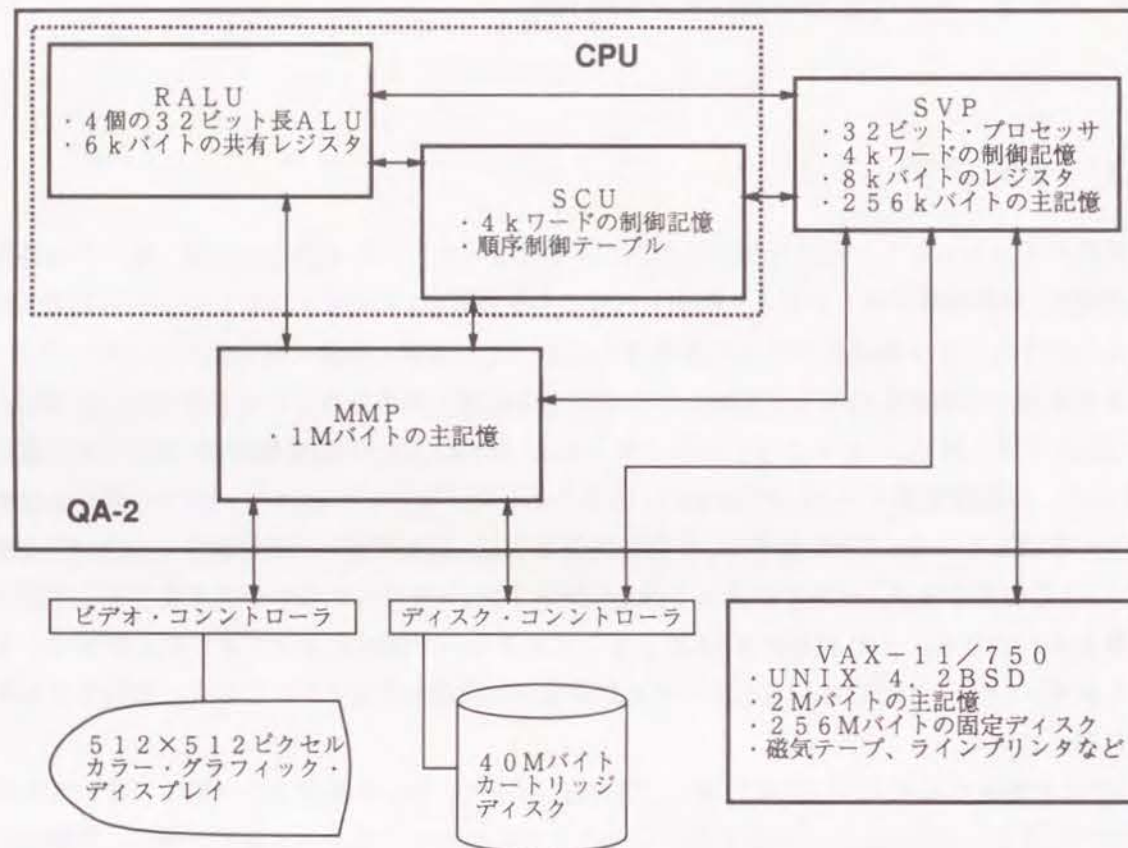 CPU
RALU
・4個の32ビット長ALU
・6kバイトの共有レジスタ
SCU
・4kワードの制御記憶
・順序制御テーブル
SVP
・32ビット・プロセッサ
・4kワードの制御記憶
・8kバイトのレジスタ
・256kバイトの主記憶
MMP
・1Mバイトの主記憶
QA-2
ビデオ・コントローラ
ディスク・コントローラ
512×512ピクセル
カラー・グラフィック・
ディスプレイ
40Mバイト
カートリッジ
ディスク
VAX-11/750
・UNIX 4.2BSD
・2Mバイトの主記憶
・256Mバイトの固定ディスク
・磁気テープ、ラインプリンタなど